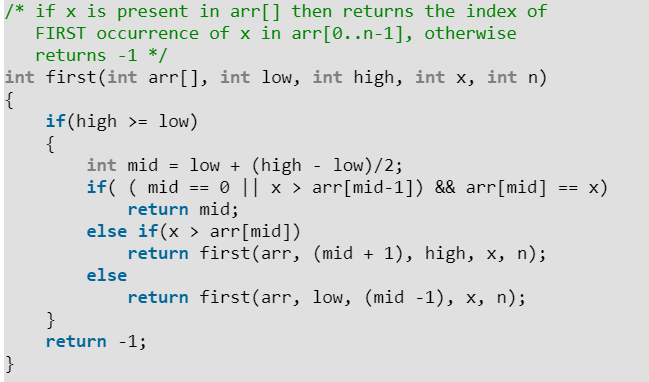 /* if x is present in arr[] then returns the index of
   FIRST occurrence of x in arr[0..n-1], otherwise
   returns -1 */
int first(int arr[], int low, int high, int x, int n)
{
    if(high >= low)
    {
        int mid = low + (high - low)/2;
        if( ( mid == 0 || x > arr[mid-1]) && arr[mid] == x)
            return mid;
        else if(x > arr[mid])
            return first(arr, (mid + 1), high, x, n);
        else
            return first(arr, low, (mid -1), x, n);
    }
    return -1;
}